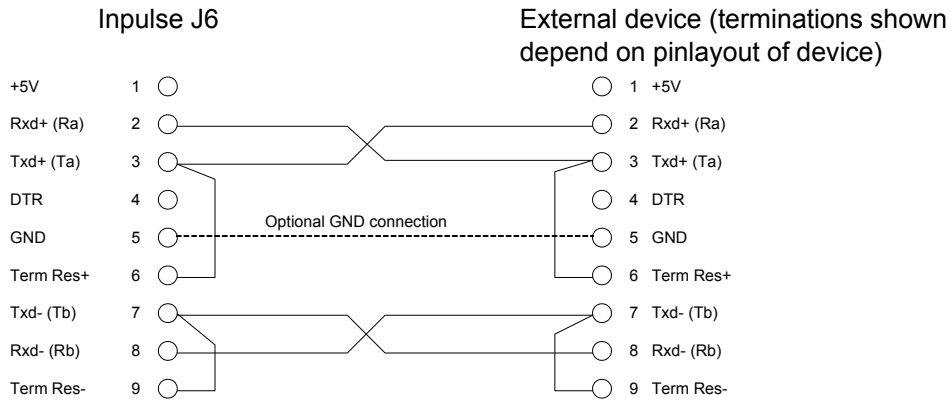 Inpulse J6
External device (terminations shown
depend on pinlayout of device)
+5V 1 1 +5V
Rxd+ (Ra) 2 2 Rxd+ (Ra)
Txd+ (Ta) 3 3 Txd+ (Ta)
DTR 4 4 DTR
Optional GND connection
GND 5 5 GND
Term Res+ 6 6 Term Res+
Txd- (Tb) 7 7 Txd- (Tb)
Rxd- (Rb) 8 8 Rxd- (Rb)
Term Res- 9 9 Term Res-